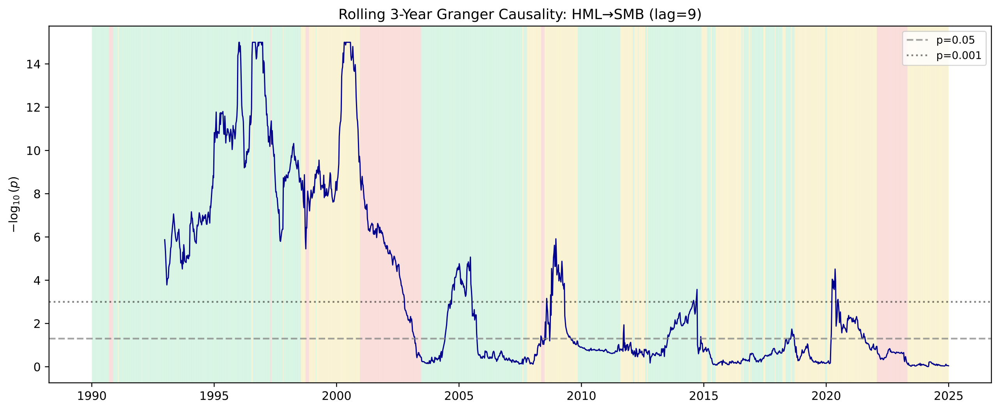 Rolling 3-Year Granger Causality: HML→SMB (lag=9)
p=0.05
p=0.001
−log₁₀(p)
14
12
10
8
6
4
2
0
1990 1995 2000 2005 2010 2015 2020 2025